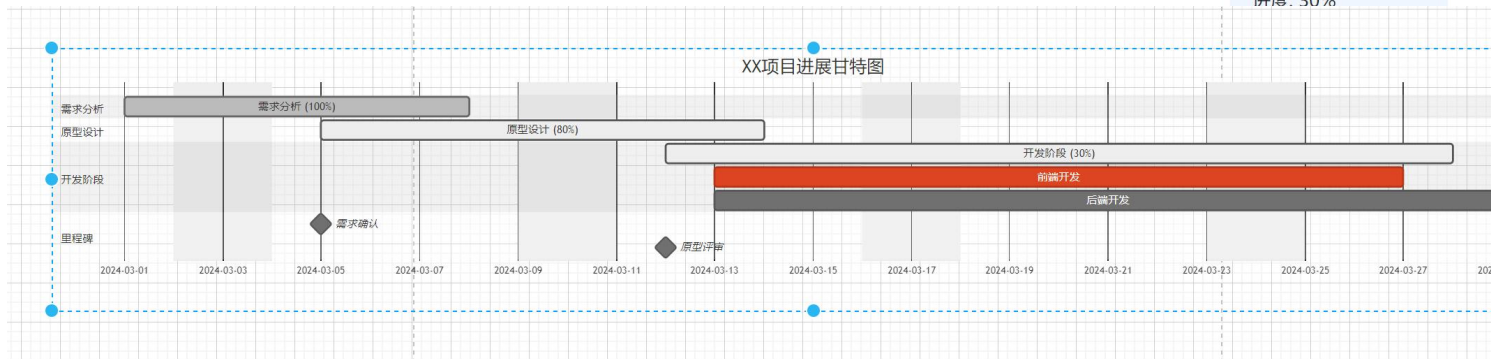 进度: 30%
XX项目进展甘特图
需求分析
需求分析 (100%)
原型设计
原型设计 (80%)
开发阶段 (30%)
开发阶段
前端开发
后端开发
里程碑
需求确认
原型评审
2024-03-01
2024-03-03
2024-03-05
2024-03-07
2024-03-09
2024-03-11
2024-03-13
2024-03-15
2024-03-17
2024-03-19
2024-03-21
2024-03-23
2024-03-25
2024-03-27
202